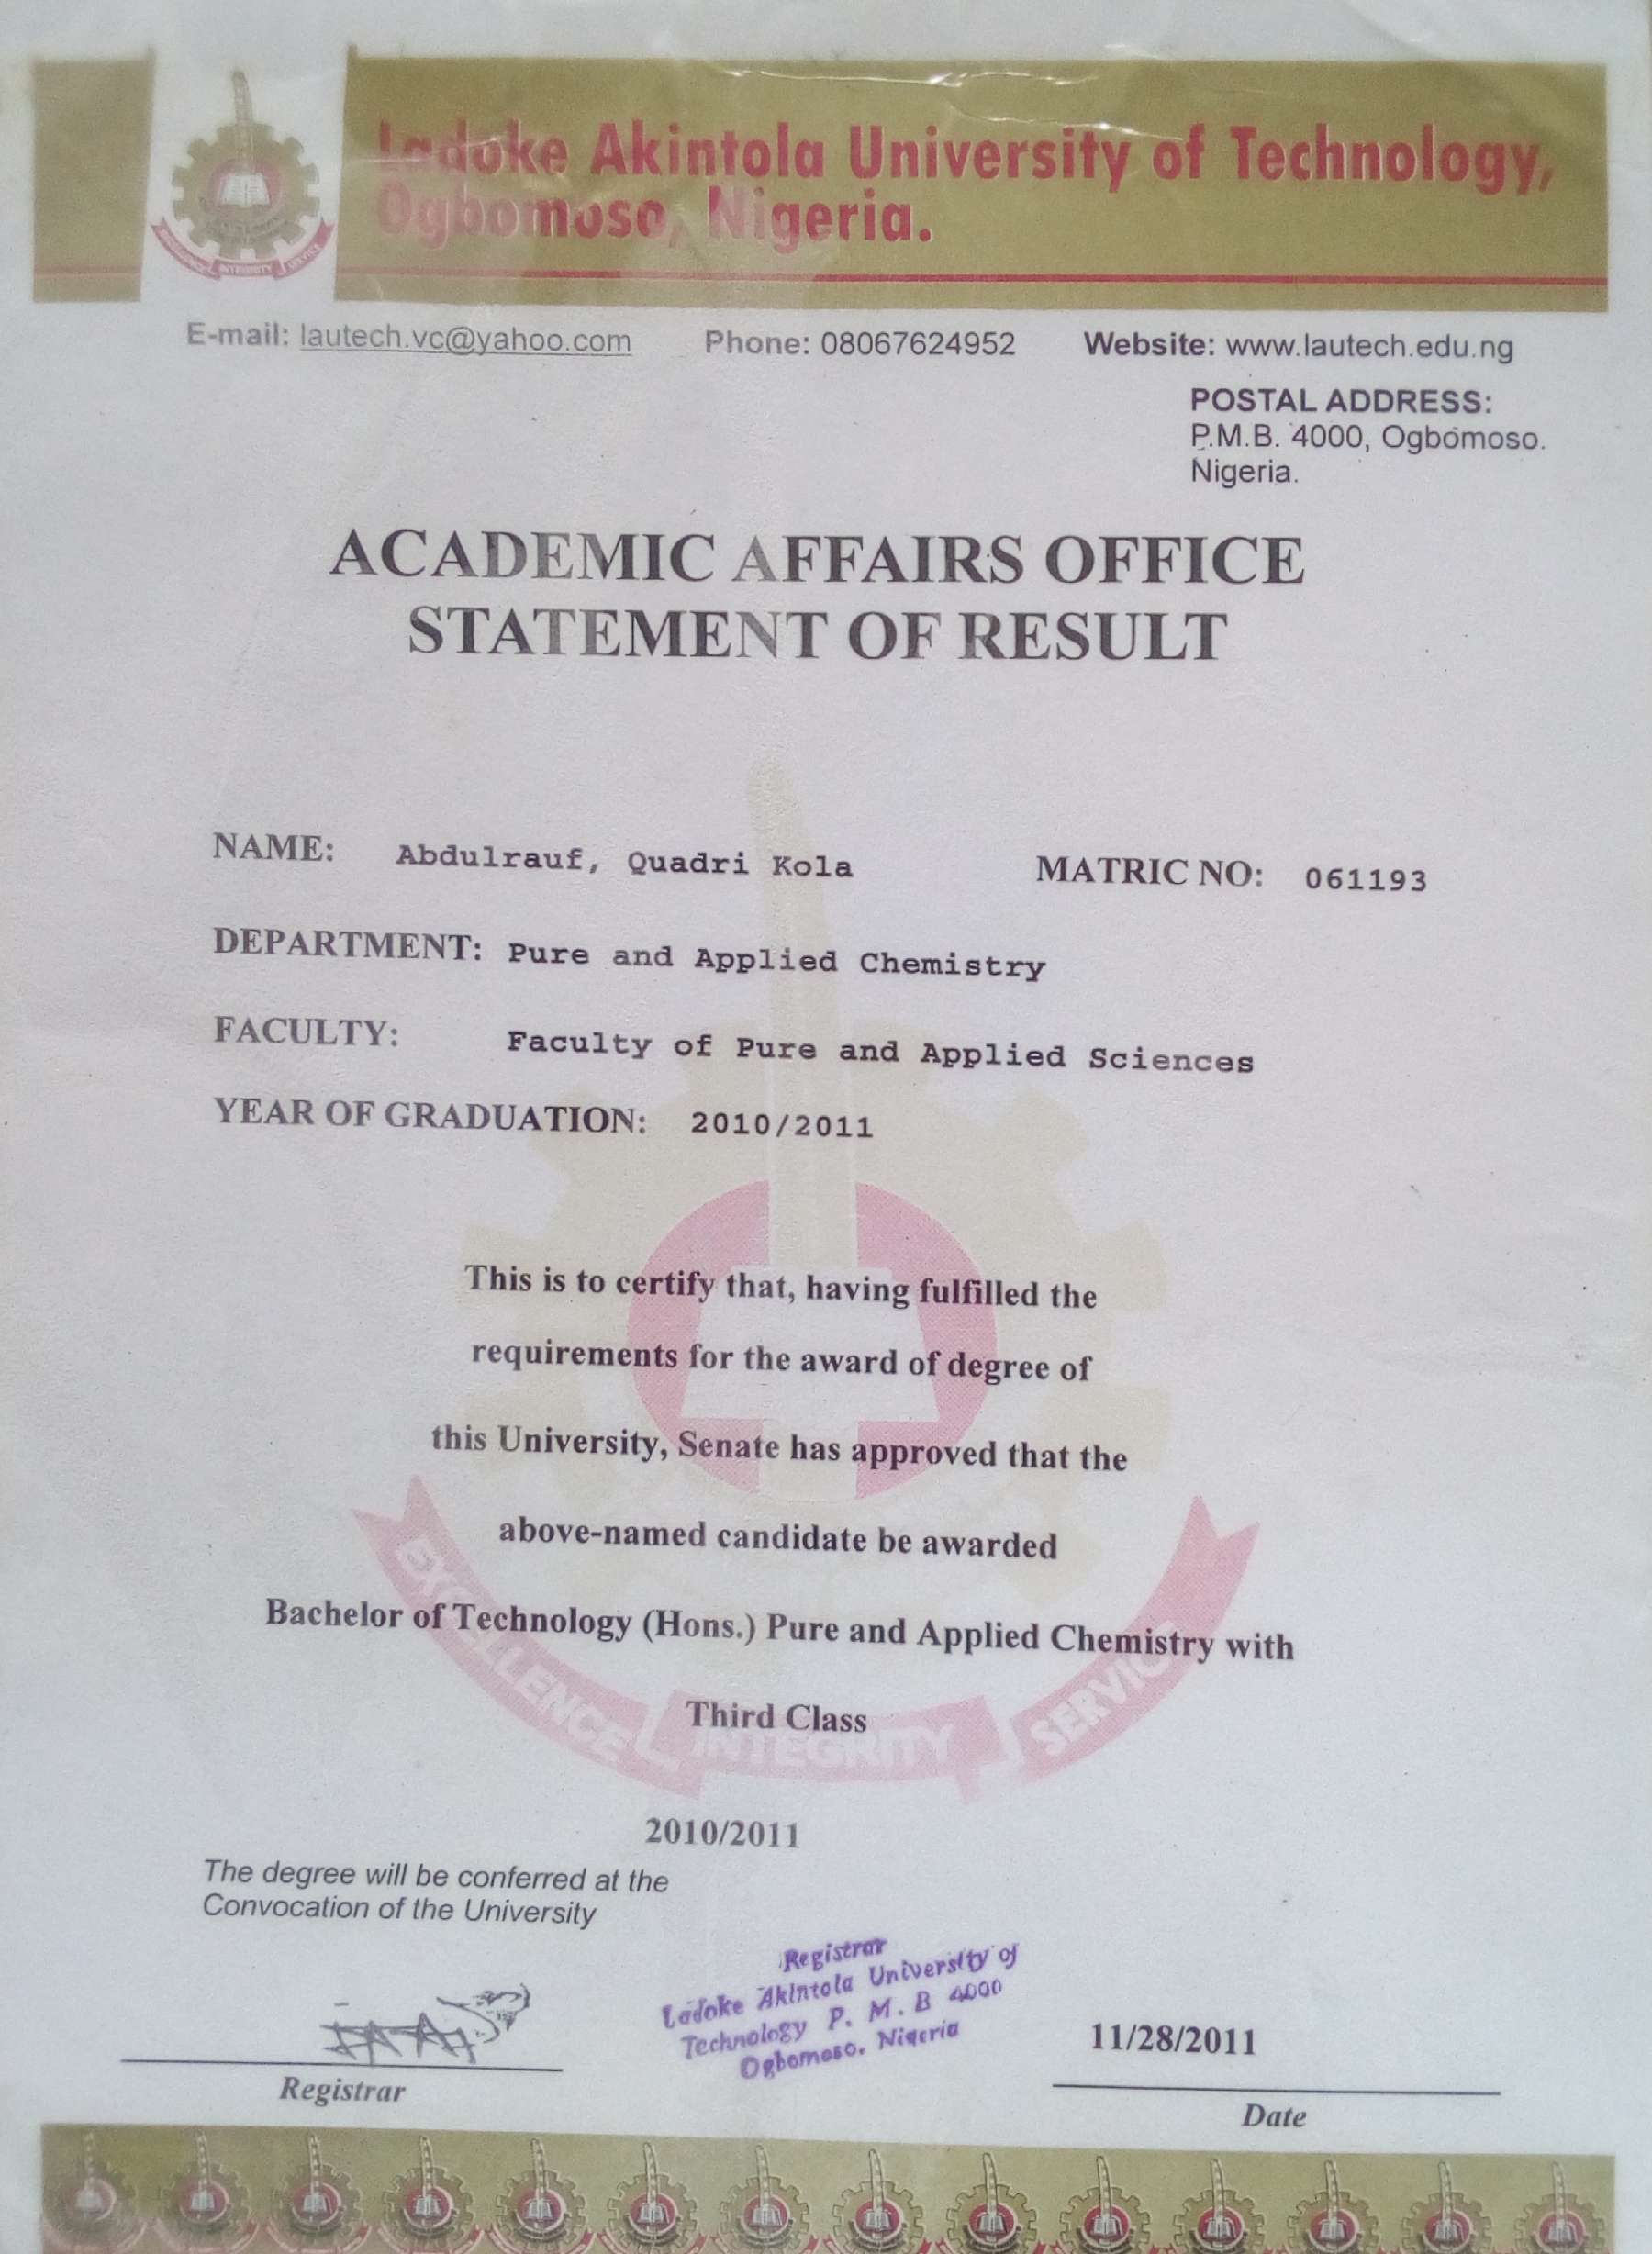 Ladoke Akintola University of Technology,
Ogbomoso, Nigeria.
EXCELLENCE INTEGRITY SERVICE
E-mail: lautech.vc@yahoo.com Phone: 08067624952 Website: www.lautech.edu.ng
POSTAL ADDRESS:
P.M.B. 4000, Ogbomoso.
Nigeria.
ACADEMIC AFFAIRS OFFICE
STATEMENT OF RESULT
NAME: Abdulrauf, Quadri Kola MATRIC NO: 061193
DEPARTMENT: Pure and Applied Chemistry
FACULTY: Faculty of Pure and Applied Sciences
YEAR OF GRADUATION: 2010/2011
This is to certify that, having fulfilled the
requirements for the award of degree of
this University, Senate has approved that the
above-named candidate be awarded
Bachelor of Technology (Hons.) Pure and Applied Chemistry with
Third Class
EXCELLENCE INTEGRITY SERVICE
2010/2011
The degree will be conferred at the
Convocation of the University
Registrar
Ladoke Akintola University of
Technology P. M. B 4000
Ogbomoso. Nigeria
11/28/2011
Registrar
Date